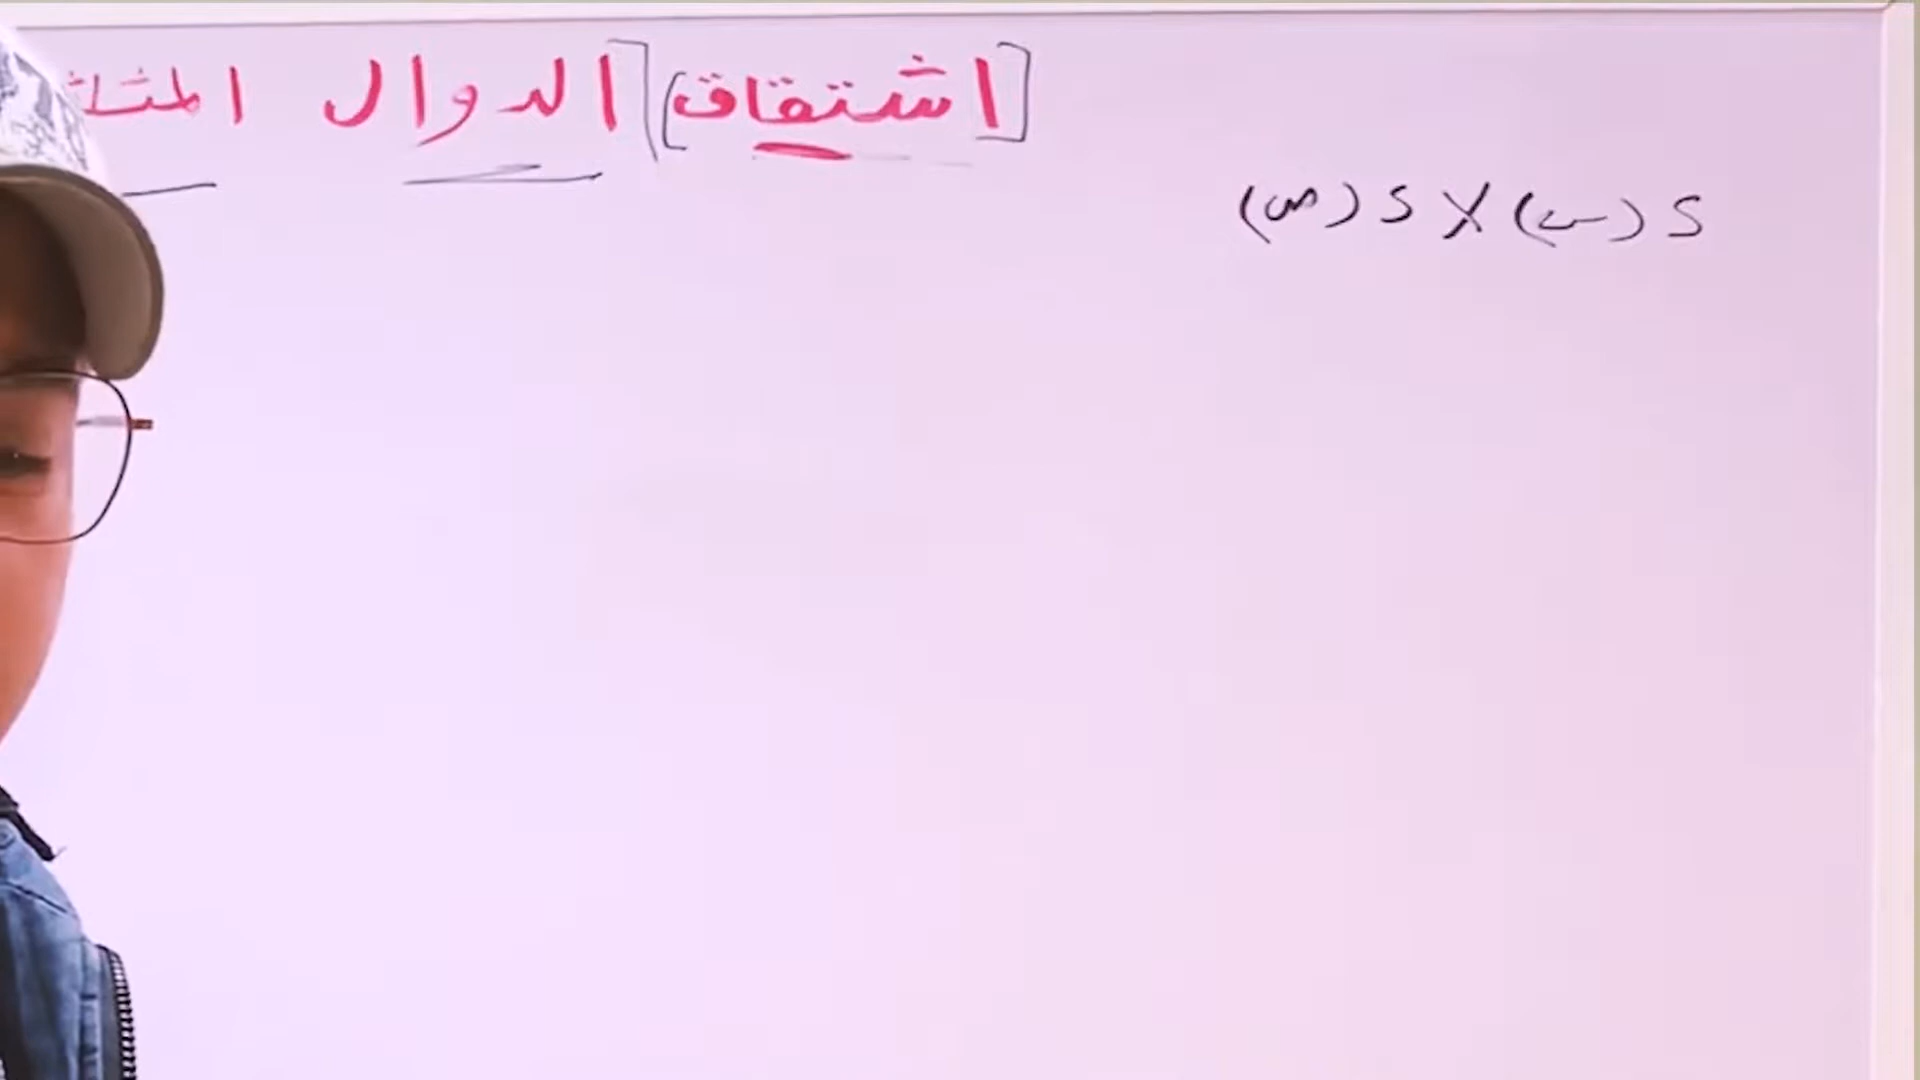 [اشتقاق] الدوال
د (س) × د (ص)